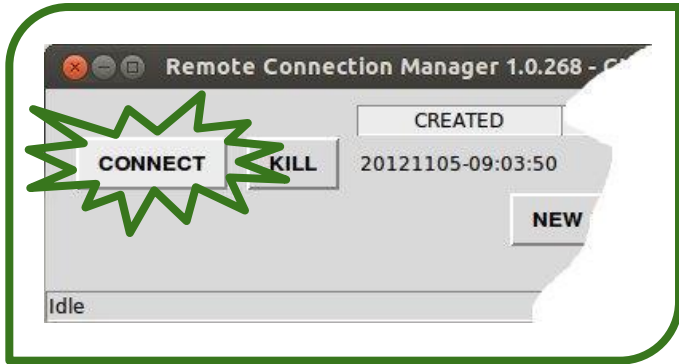 Remote Connection Manager 1.0.268 -
CREATED
CONNECT KILL 20121105-09:03:50
NEW
Idle